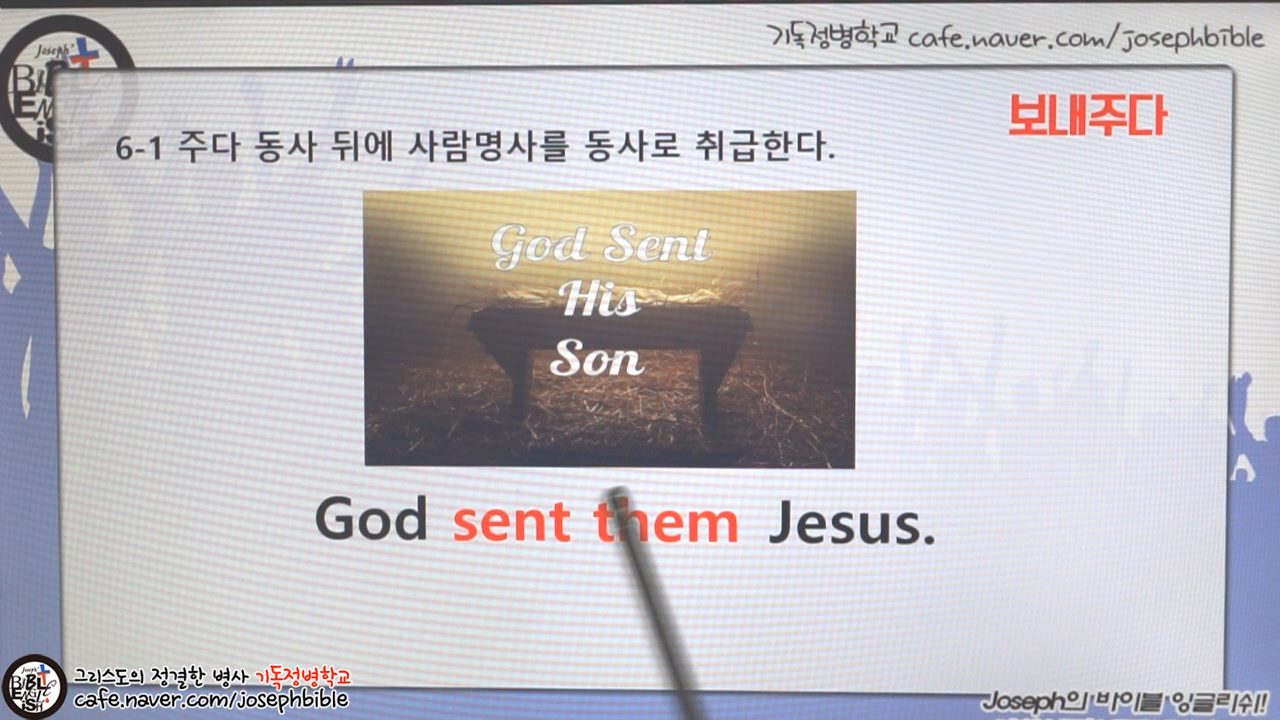 기독정병학교 cafe.naver.com/josephbible
Joseph's
BIBLE
보내주다
6-1 주다 동사 뒤에 사람명사를 동사로 취급한다.
God Sent
His
Son
God sent them Jesus.
그리스도의 정결한 병사 기독정병학교
cafe.naver.com/josephbible
Joseph의 바이블 잉글리쉬!